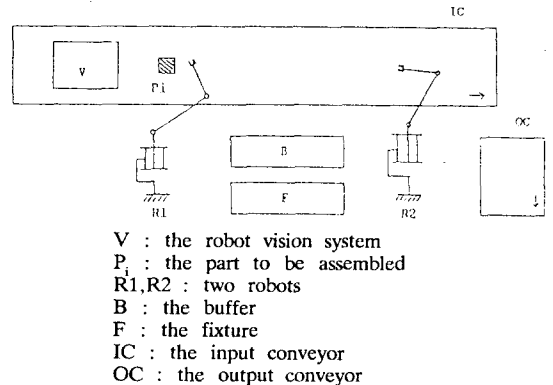 IC
V
Pi
OC
B
F
R1
R2
V : the robot vision system
Pi : the part to be assembled
R1,R2 : two robots
B : the buffer
F : the fixture
IC : the input conveyor
OC : the output conveyor